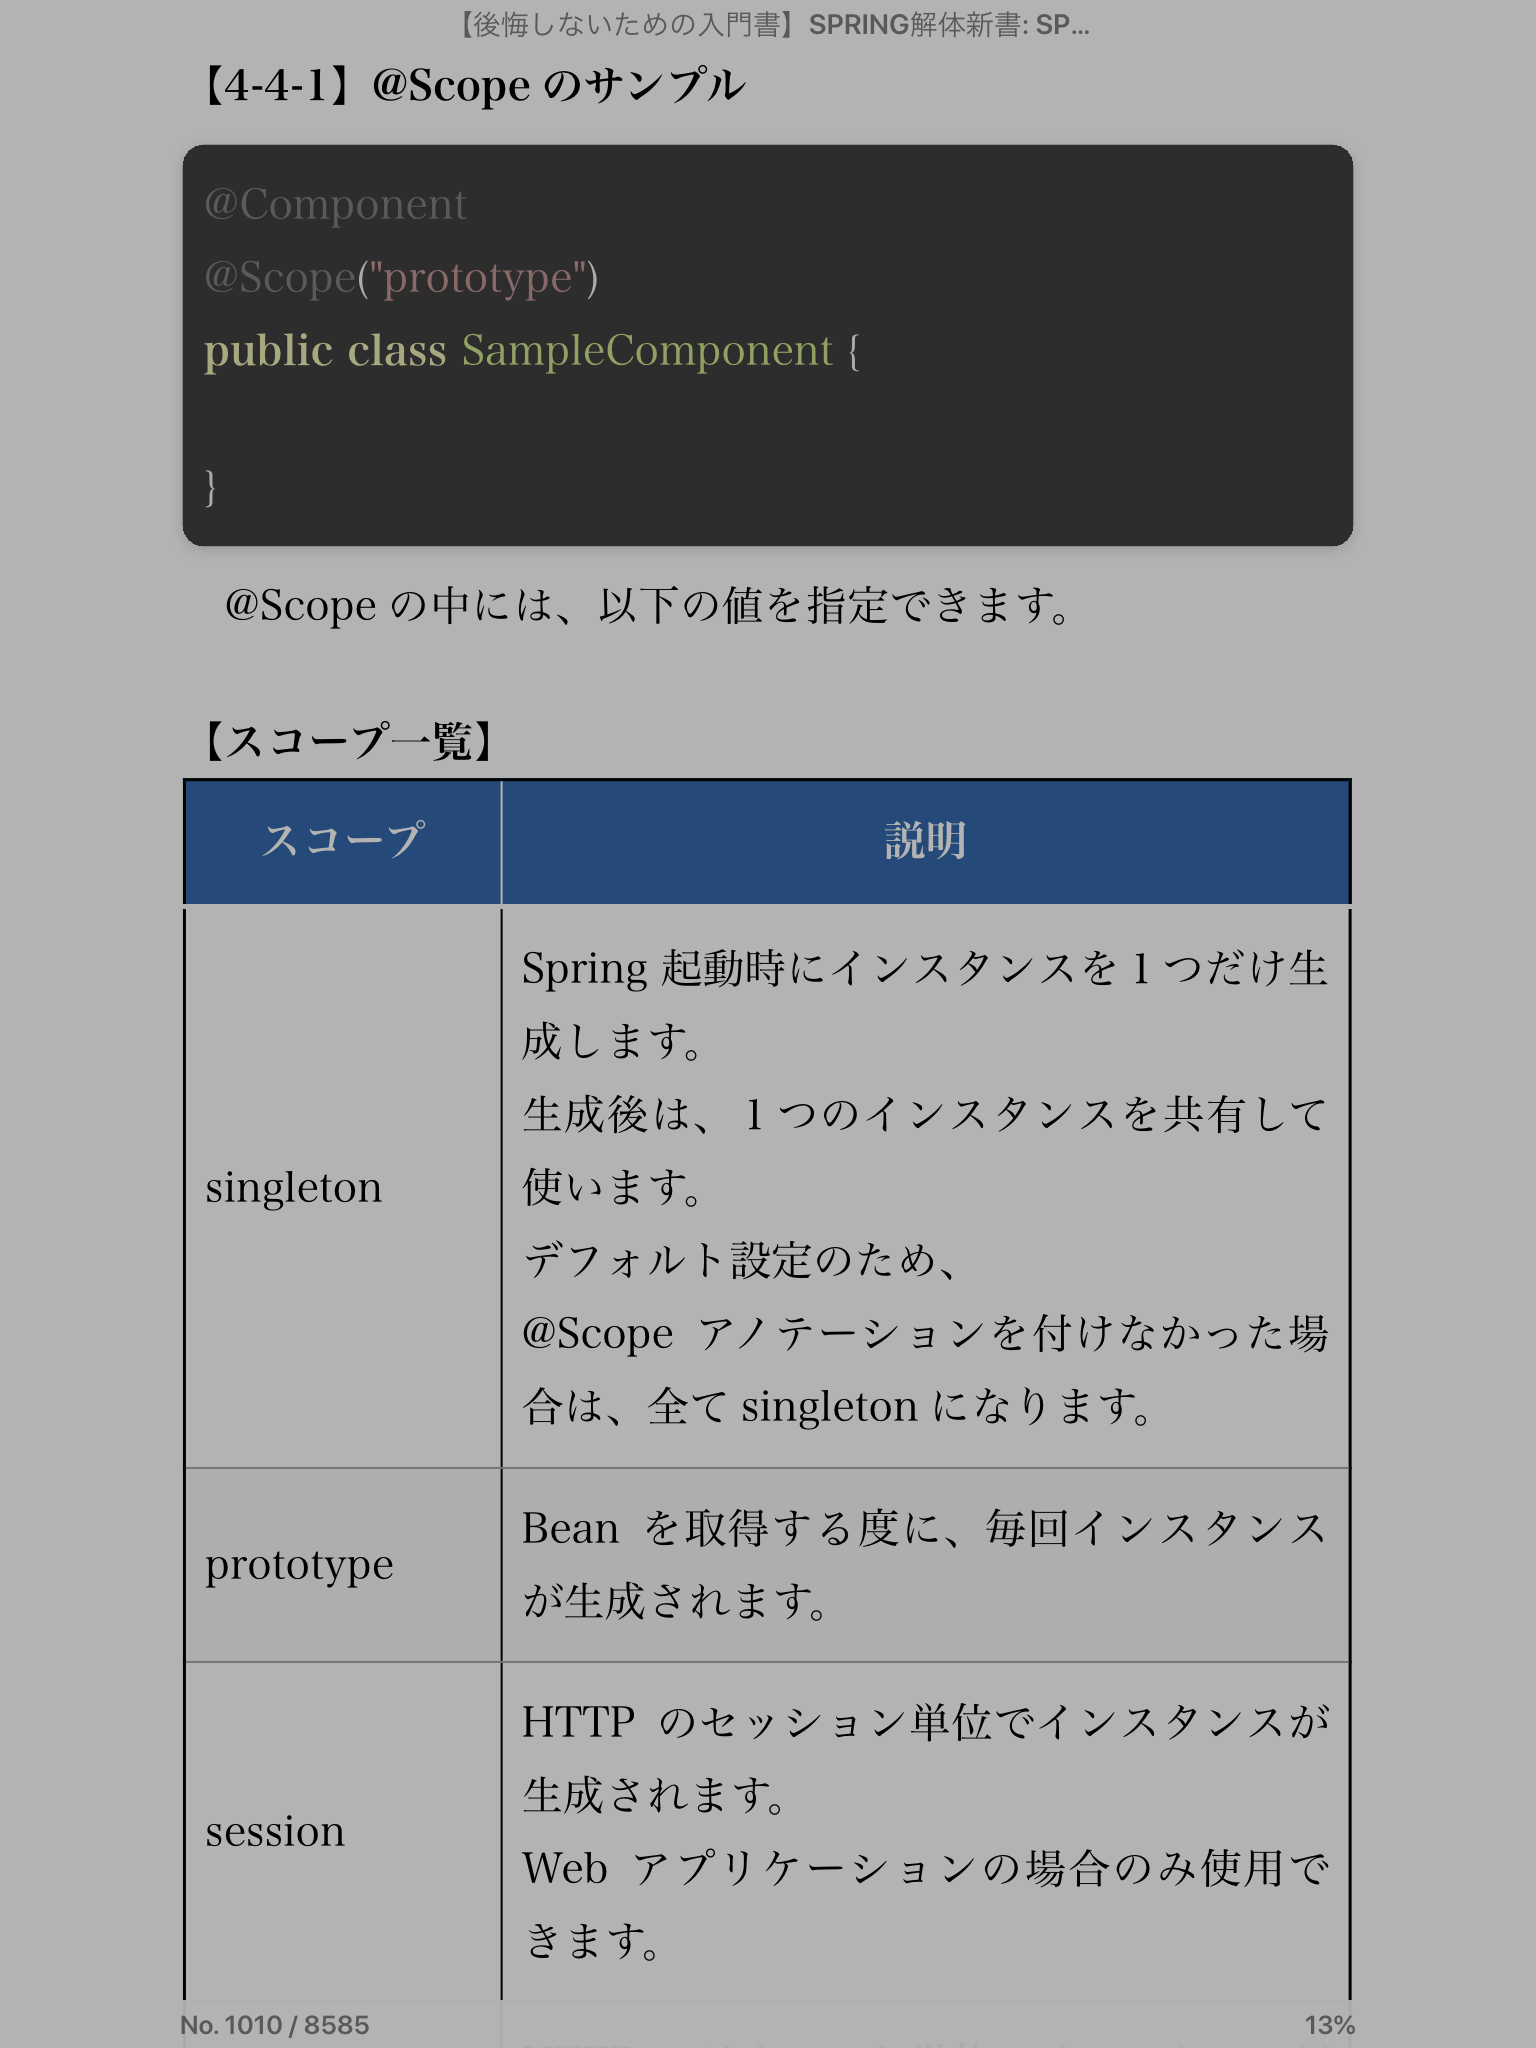 【後悔しないための入門書】SPRING解体新書: SP...
【4-4-1】@Scope のサンプル
@Component
@Scope("prototype")
public class SampleComponent {
}
@Scope の中には、以下の値を指定できます。
【スコープ一覧】
スコープ
説明
singleton
Spring 起動時にインスタンスを 1 つだけ生
成します。
生成後は、1 つのインスタンスを共有して
使います。
デフォルト設定のため、
@Scope アノテーションを付けなかった場
合は、全て singleton になります。
prototype
Bean を取得する度に、毎回インスタンス
が生成されます。
session
HTTP のセッション単位でインスタンスが
生成されます。
Web アプリケーションの場合のみ使用で
きます。
No. 1010 / 8585
13%